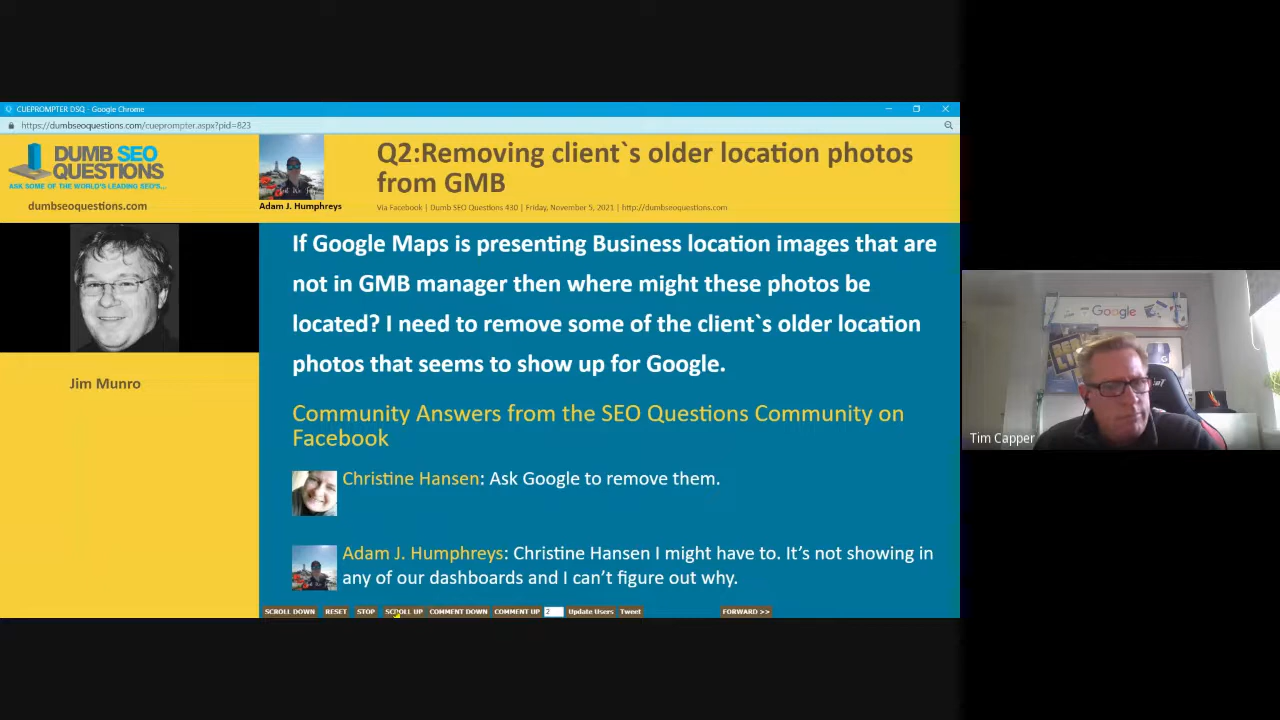 CUEPROMPTER DSQ - Google Chrome
https://dumbseoquestions.com/cueprompter.aspx?pid=823
DUMB SEO
QUESTIONS
ASK SOME OF THE WORLD'S LEADING SEO'S...
dumbseoquestions.com
Adam J. Humphreys
Q2:Removing client`s older location photos
from GMB
Via Facebook | Dumb SEO Questions 430 | Friday, November 5, 2021 | http://dumbseoquestions.com
Jim Munro
If Google Maps is presenting Business location images that are
not in GMB manager then where might these photos be
located? I need to remove some of the client`s older location
photos that seems to show up for Google.
Community Answers from the SEO Questions Community on
Facebook
Christine Hansen: Ask Google to remove them.
Adam J. Humphreys: Christine Hansen I might have to. It’s not showing in
any of our dashboards and I can’t figure out why.
SCROLL DOWN RESET STOP SCROLL UP COMMENT DOWN COMMENT UP 2 Update Users Tweet FORWARD >>
Google
Tim Capper